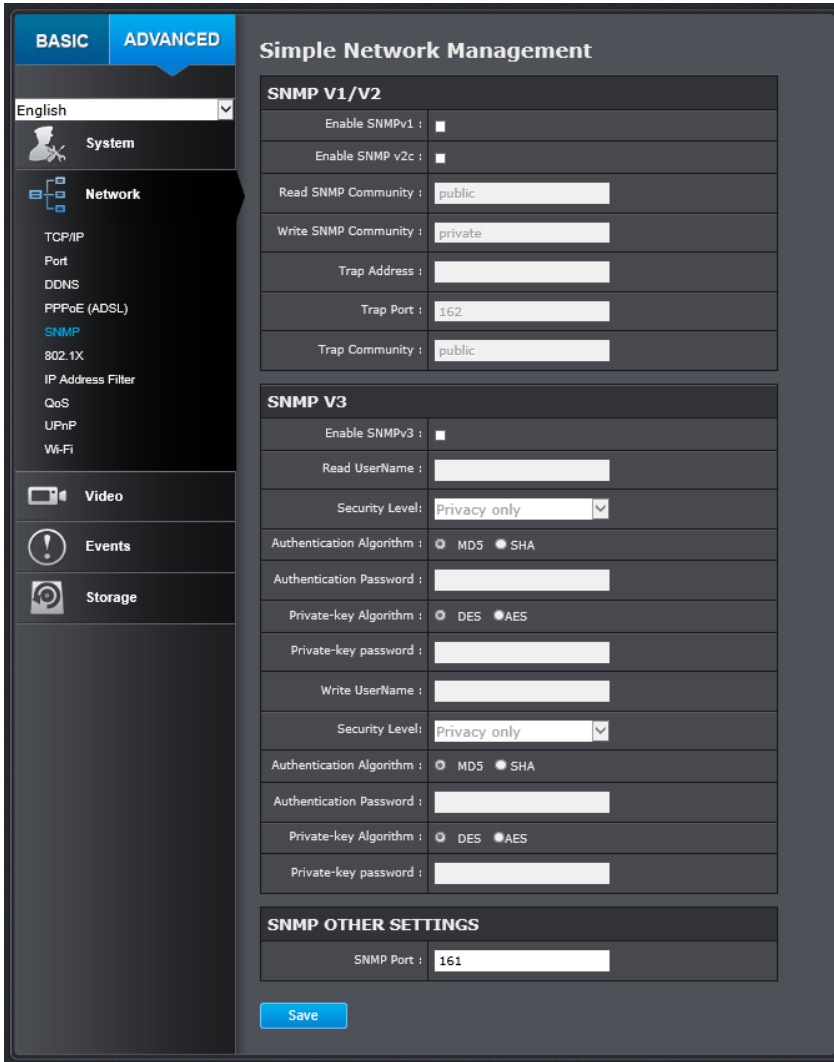 BASIC
ADVANCED
English
System
Network
TCP/IP
Port
DDNS
PPPoE (ADSL)
SNMP
802.1X
IP Address Filter
QoS
UPnP
Wi-Fi
Video
Events
Storage
Simple Network Management
SNMP V1/V2
Enable SNMPv1 :
Enable SNMP v2c :
Read SNMP Community : public
Write SNMP Community : private
Trap Address :
Trap Port : 162
Trap Community : public
SNMP V3
Enable SNMPv3 :
Read UserName :
Security Level: Privacy only
Authentication Algorithm : MD5 SHA
Authentication Password :
Private-key Algorithm : DES AES
Private-key password :
Write UserName :
Security Level: Privacy only
Authentication Algorithm : MD5 SHA
Authentication Password :
Private-key Algorithm : DES AES
Private-key password :
SNMP OTHER SETTINGS
SNMP Port : 161
Save